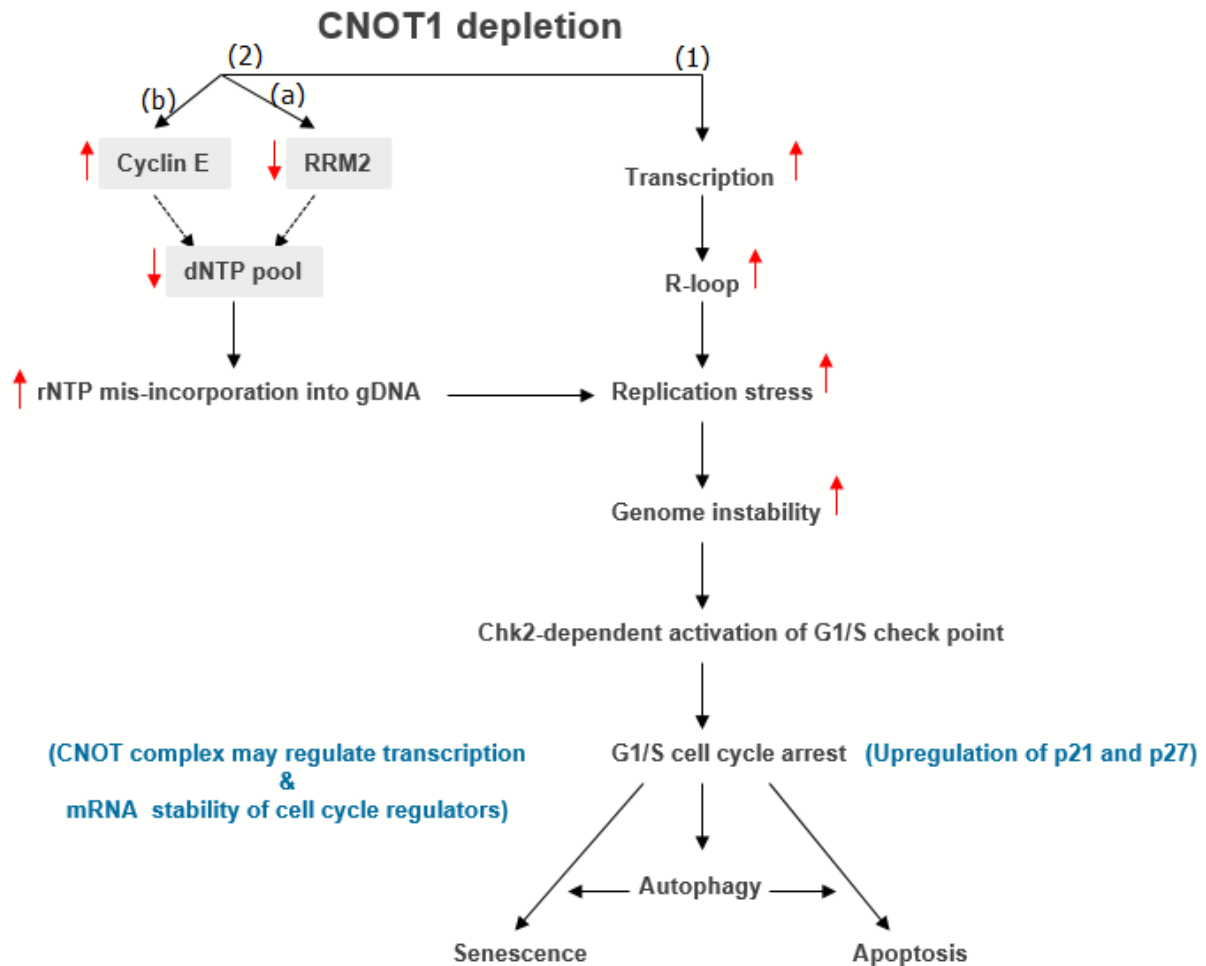 CNOT1 depletion
(2)
(1)
(b)
(a)
Cyclin E
RRM2
Transcription
dNTP pool
R-loop
rNTP mis-incorporation into gDNA
Replication stress
Genome instability
Chk2-dependent activation of G1/S check point
(CNOT complex may regulate transcription
&
mRNA stability of cell cycle regulators)
G1/S cell cycle arrest
(Upregulation of p21 and p27)
Autophagy
Senescence
Apoptosis